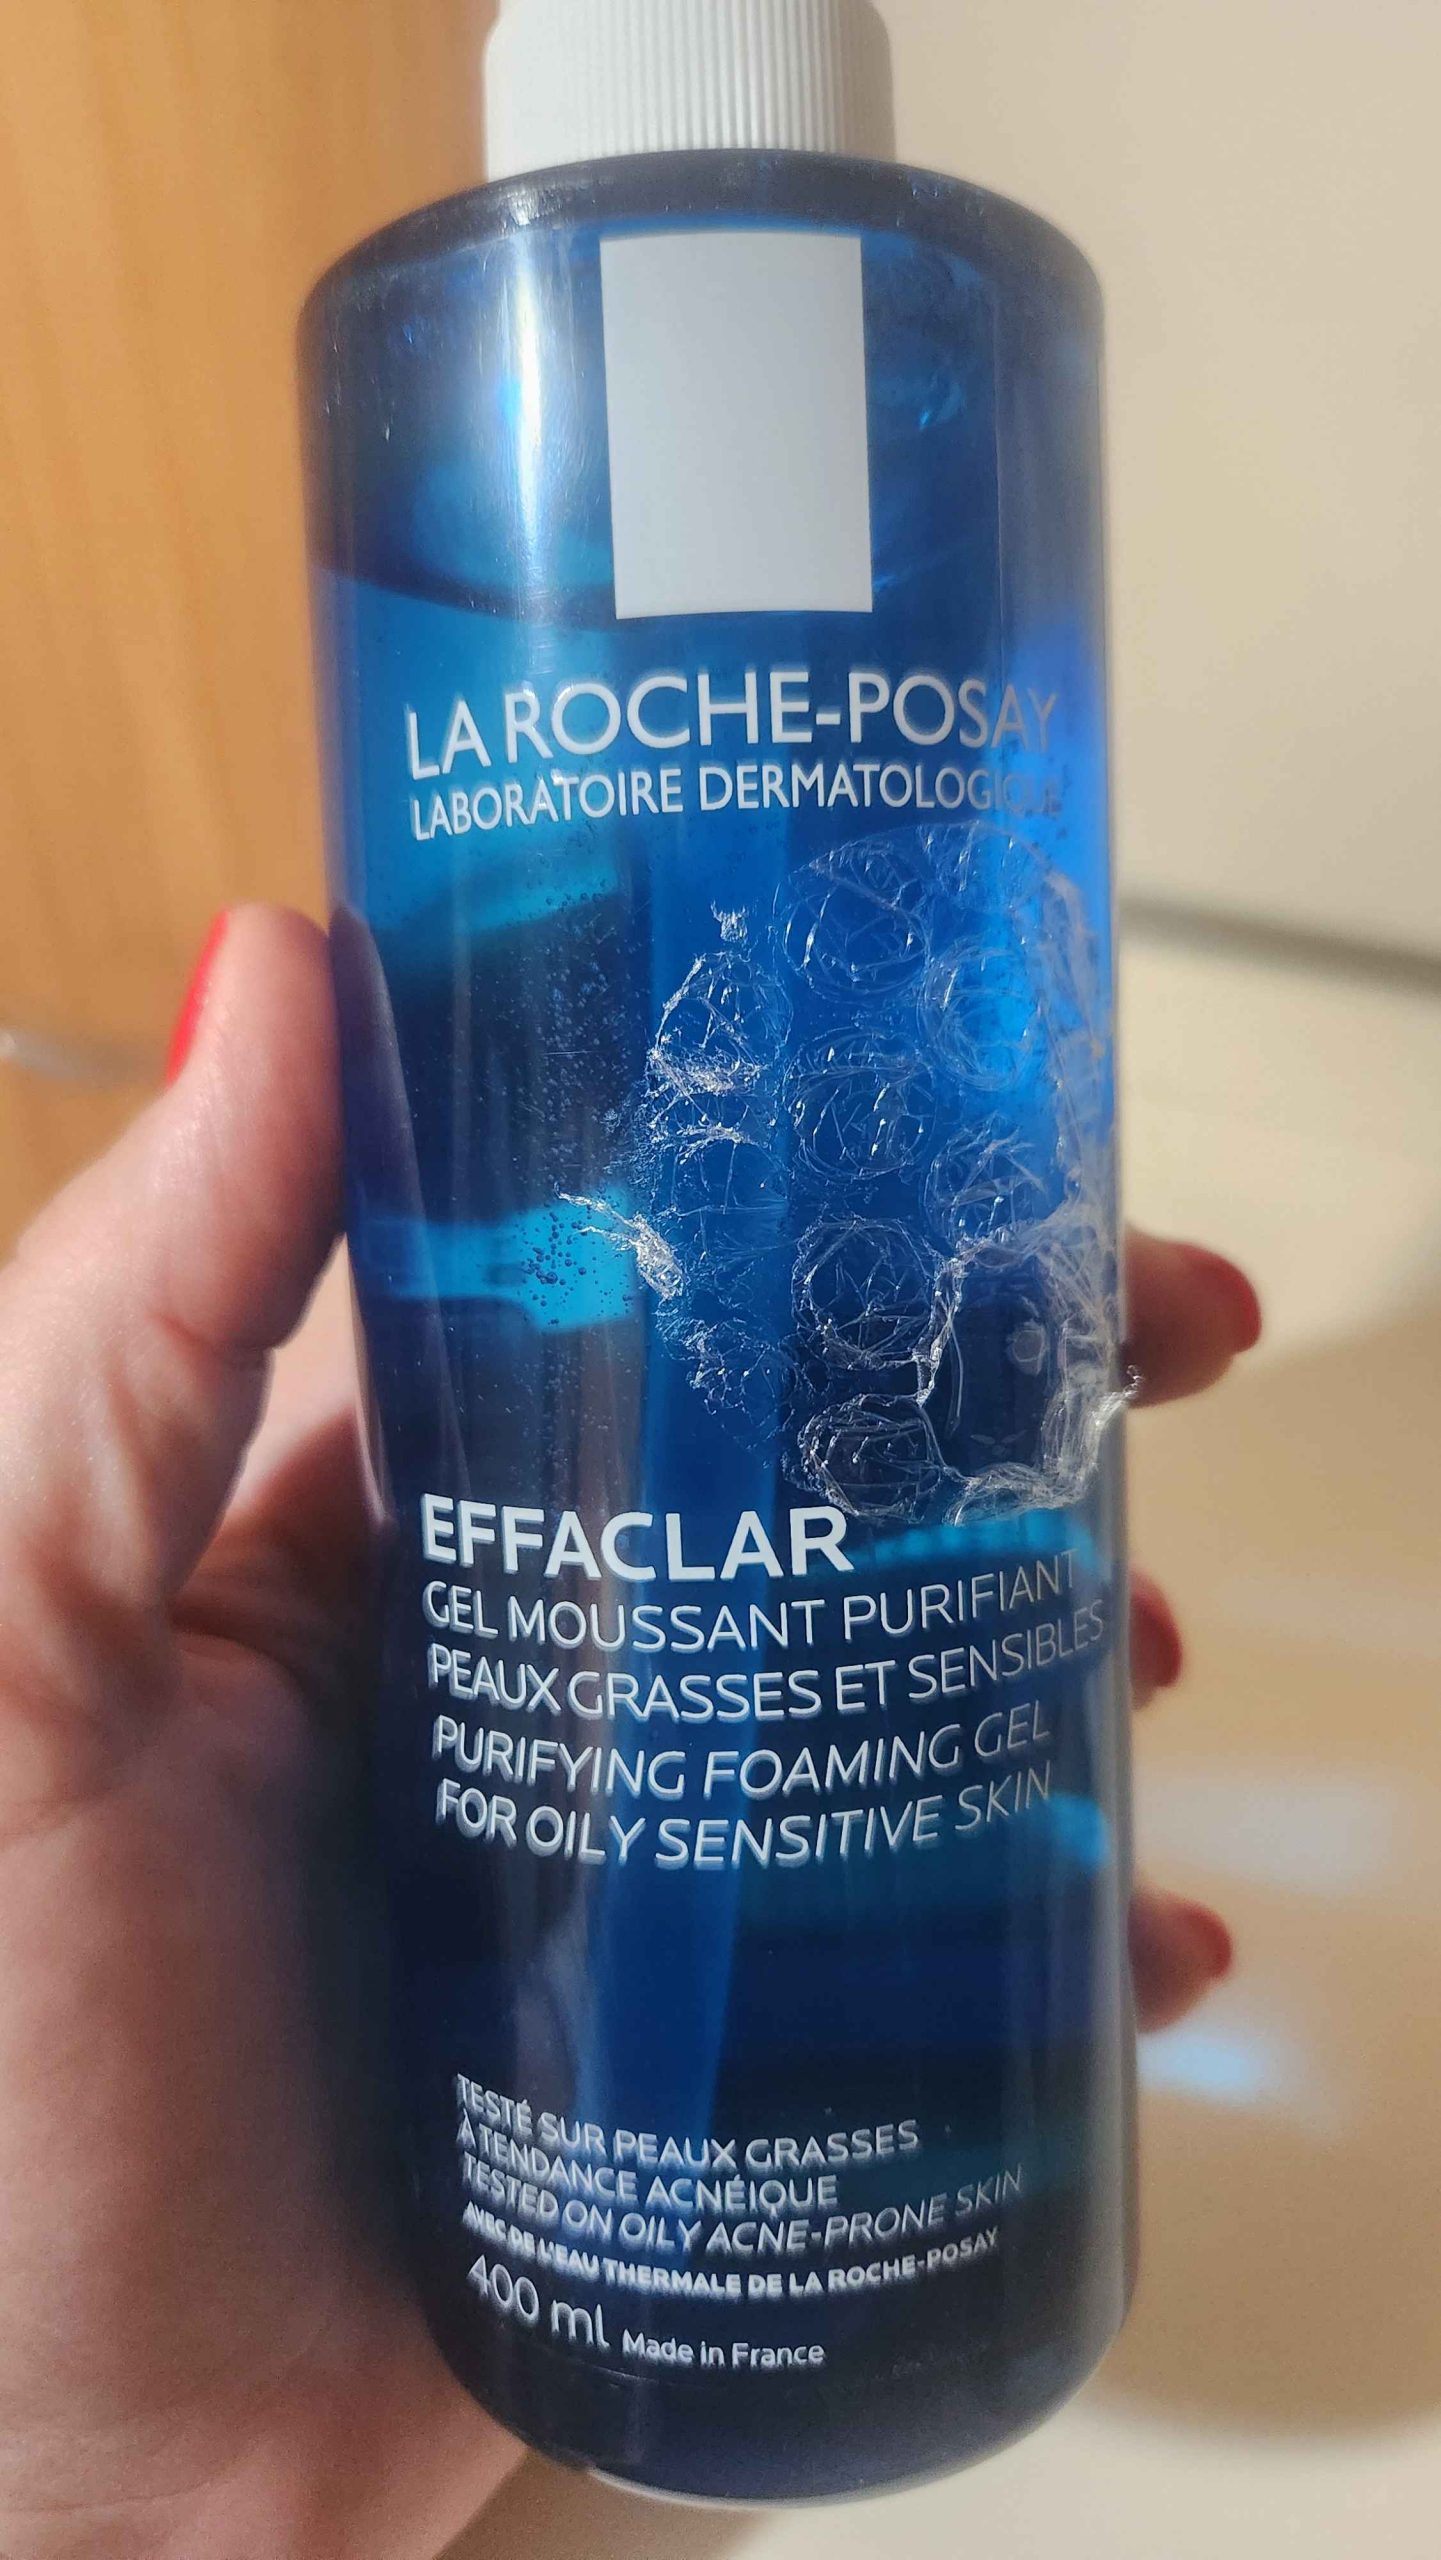 LA ROCHE-POSAY
LABORATOIRE DERMATOLOGIQUE
EFFACLAR
GEL MOUSSANT PURIFIANT
PEAUX GRASSES ET SENSIBLES
PURIFYING FOAMING GEL
FOR OILY SENSITIVE SKIN
TESTÉ SUR PEAUX GRASSES
À TENDANCE ACNÉIQUE
TESTED ON OILY ACNE-PRONE SKIN
AVEC DE L'EAU THERMALE DE LA ROCHE-POSAY
400 ml Made in France